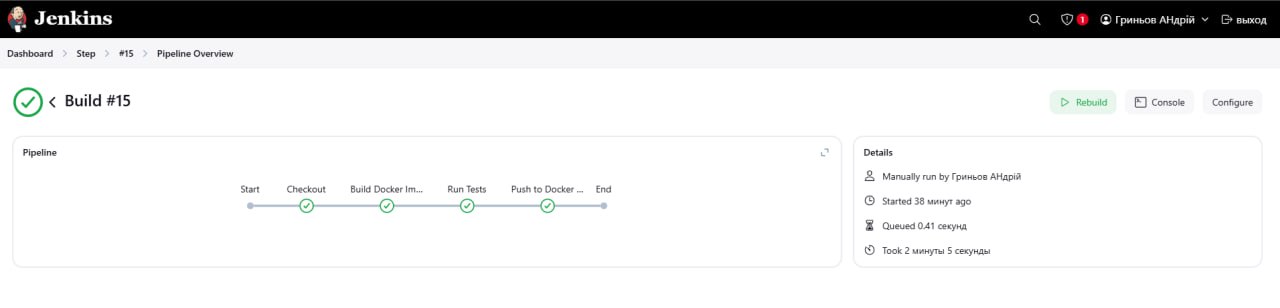 Jenkins
1 Гриньов АНдрій выход
Dashboard > Step > #15 > Pipeline Overview
Build #15
Rebuild Console Configure
Pipeline
Start Checkout Build Docker Im... Run Tests Push to Docker ... End
Details
Manually run by Гриньов АНдрій
Started 38 минут ago
Queued 0,41 секунд
Took 2 минуты 5 секунды